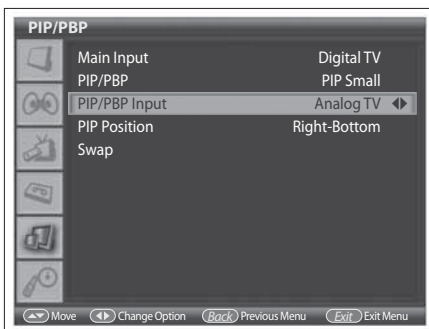 PIP/PBP
Main Input Digital TV
PIP/PBP PIP Small
PIP/PBP Input Analog TV
PIP Position Right-Bottom
Swap
Move Change Option Back Previous Menu Exit Exit Menu